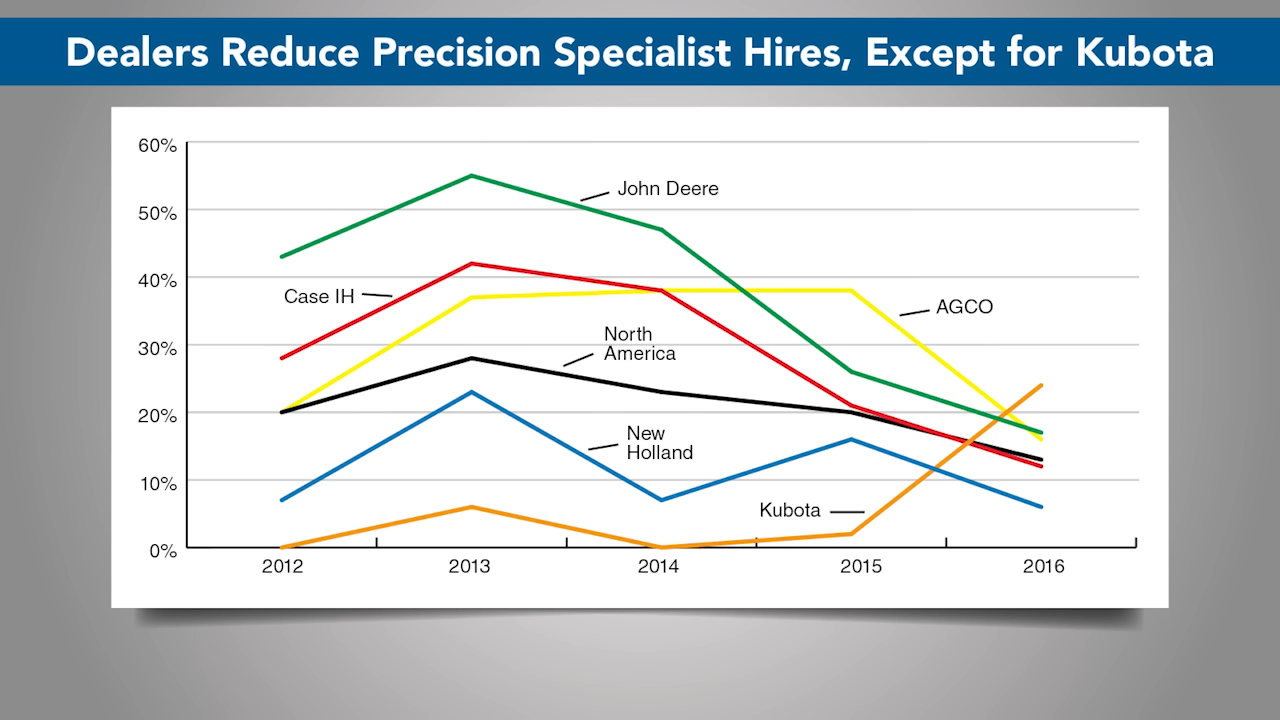 Dealers Reduce Precision Specialist Hires, Except for Kubota
60%
John Deere
50%
40%
Case IH
AGCO
North
America
30%
20%
New
Holland
10%
Kubota
0%
2012 2013 2014 2015 2016